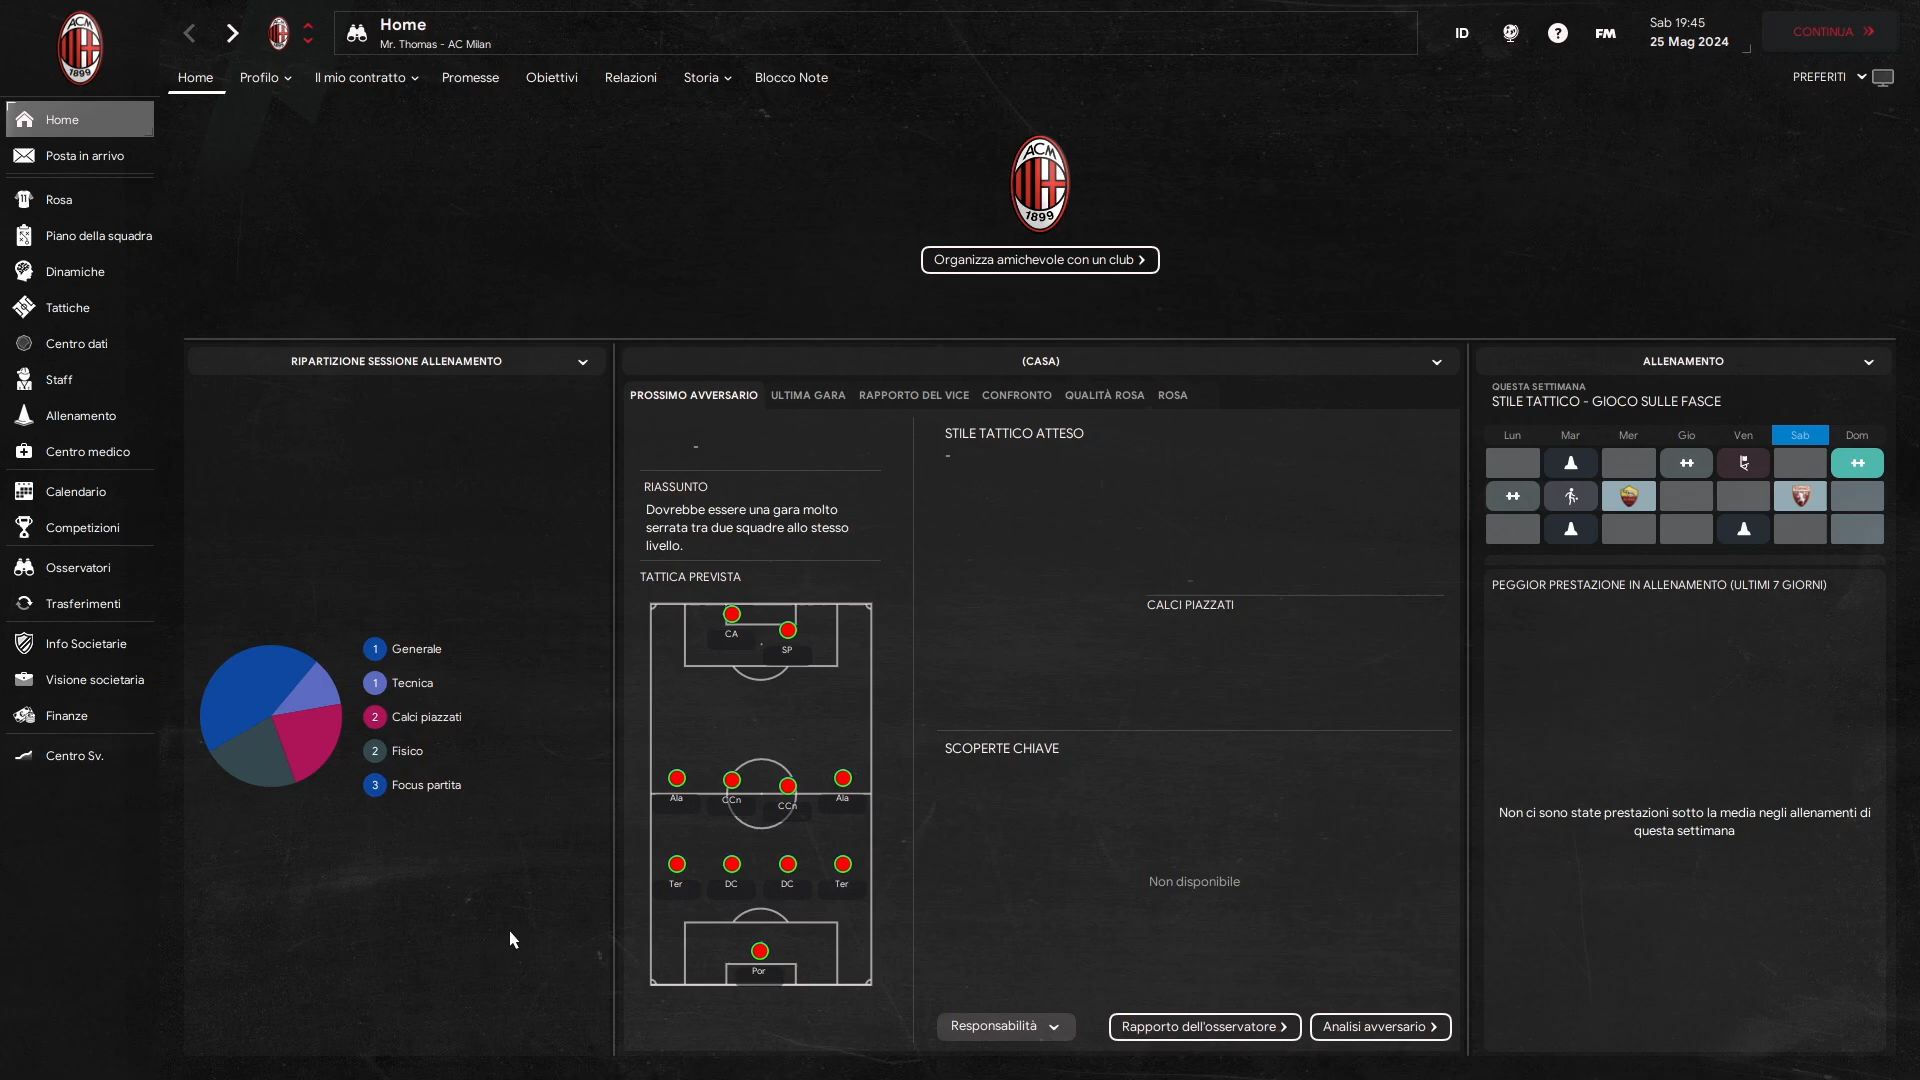 ACM
1899
Home
Mr. Thomas - AC Milan
ID
?
FM
Sab 19:45
25 Mag 2024
CONTINUA
Home
Profilo
Il mio contratto
Promesse
Obiettivi
Relazioni
Storia
Blocco Note
PREFERITI
Home
Posta in arrivo
Rosa
Piano della squadra
Dinamiche
Tattiche
Centro dati
Staff
Allenamento
Centro medico
Calendario
Competizioni
Osservatori
Trasferimenti
Info Societarie
Visione societaria
Finanze
Centro Sv.
ACM
1899
Organizza amichevole con un club
RIPARTIZIONE SESSIONE ALLENAMENTO
1 Generale
1 Tecnica
2 Calci piazzati
2 Fisico
3 Focus partita
(CASA)
PROSSIMO AVVERSARIO
ULTIMA GARA
RAPPORTO DEL VICE
CONFRONTO
QUALITÀ ROSA
ROSA
-
RIASSUNTO
Dovrebbe essere una gara molto
serrata tra due squadre allo stesso
livello.
TATTICA PREVISTA
CA
SP
Ala
CCn
CCn
Ala
Ter
DC
DC
Ter
Por
STILE TATTICO ATTESO
-
-
CALCI PIAZZATI
SCOPERTE CHIAVE
Non disponibile
Responsabilità
Rapporto dell'osservatore
Analisi avversario
ALLENAMENTO
QUESTA SETTIMANA
STILE TATTICO - GIOCO SULLE FASCE
Lun Mar Mer Gio Ven Sab Dom
PEGGIOR PRESTAZIONE IN ALLENAMENTO (ULTIMI 7 GIORNI)
Non ci sono state prestazioni sotto la media negli allenamenti di
questa settimana